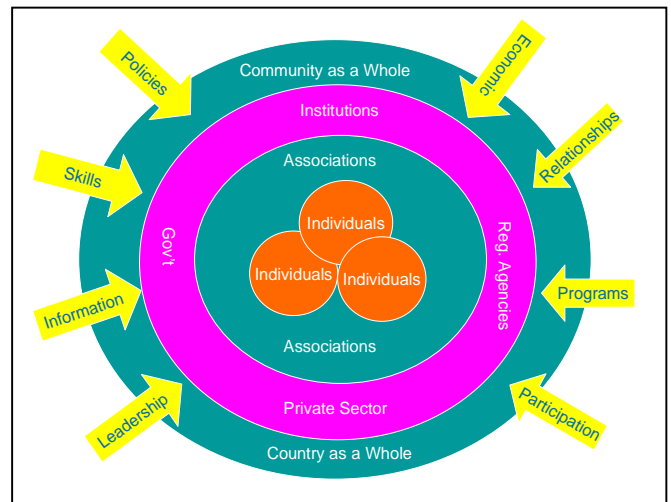 Policies
Economic
Community as a Whole
Institutions
Relationships
Skills
Associations
Individuals
Gov't
Reg. Agencies
Individuals
Individuals
Information
Programs
Associations
Leadership
Private Sector
Participation
Country as a Whole